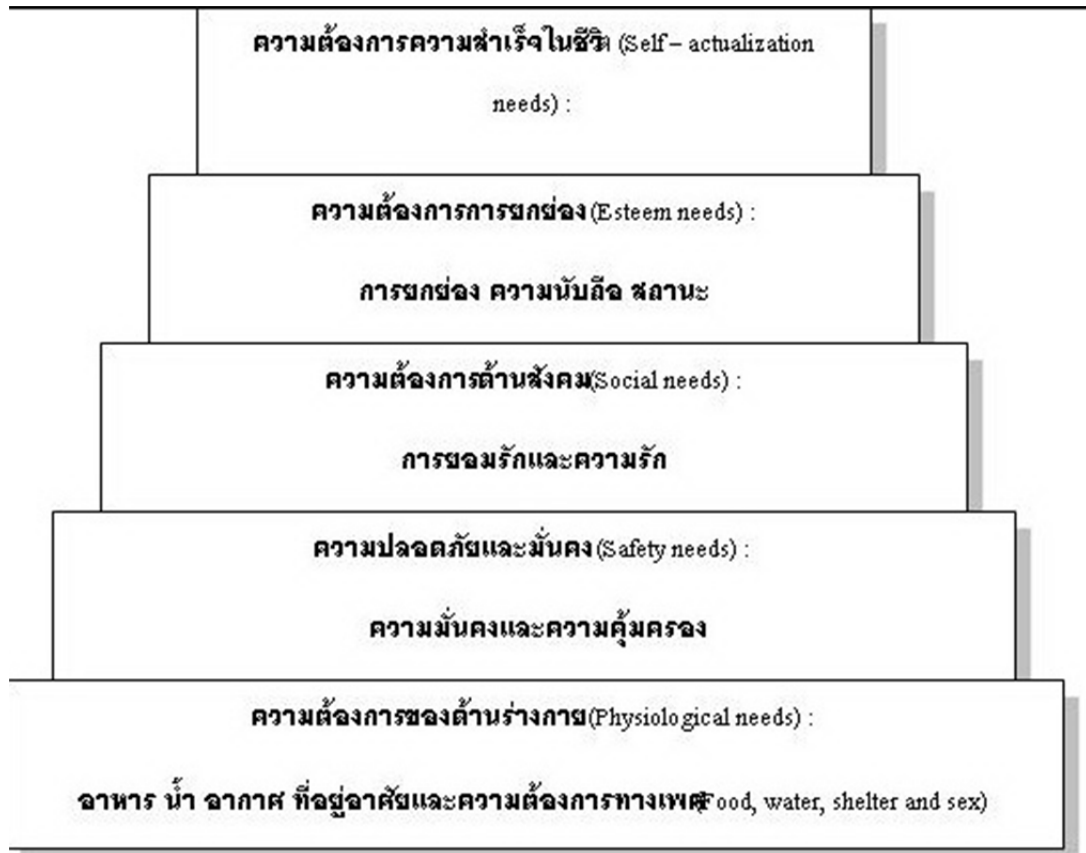 ความต้องการความสำเร็จในชีวิต (Self – actualization
needs) :
ความต้องการการยกย่อง (Esteem needs) :
การยกย่อง ความนับถือ สถานะ
ความต้องการด้านสังคม(Social needs) :
การยอมรักและความรัก
ความปลอดภัยและมั่นคง (Safety needs) :
ความมั่นคงและความคุ้มครอง
ความต้องการของด้านร่างกาย(Physiological needs) :
อาหาร น้ำ อากาศ ที่อยู่อาศัยและความต้องการทางเพศ(Food, water, shelter and sex)